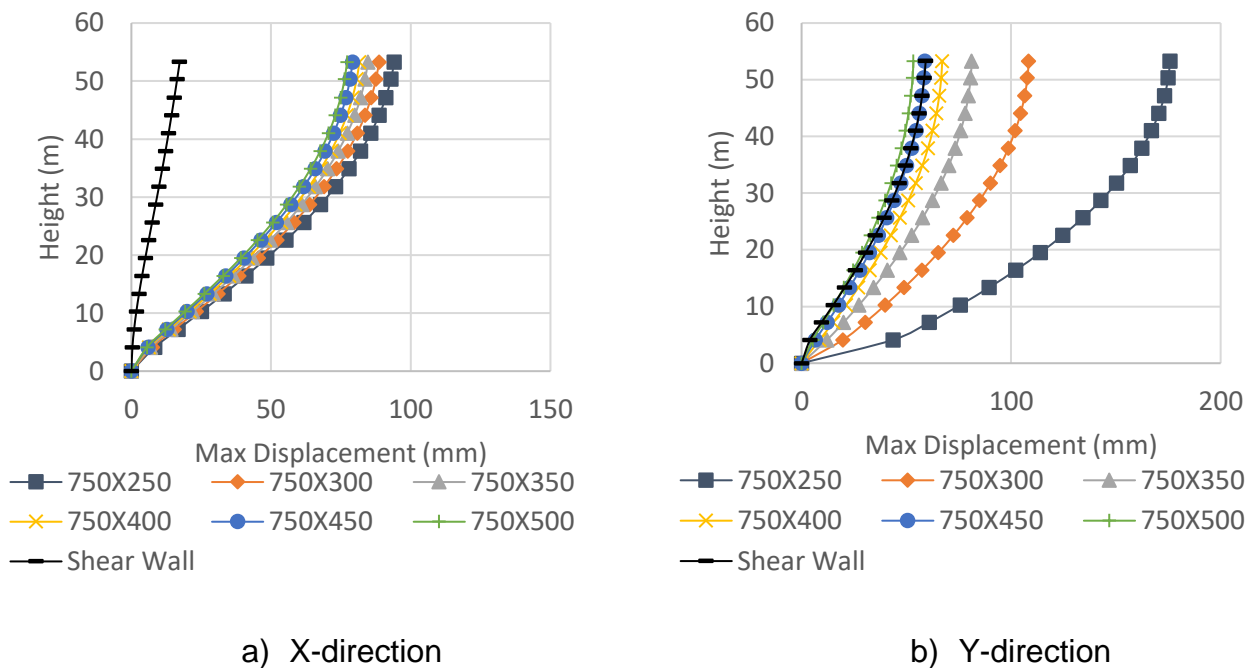 60
50
40
30
20
10
0
Height (m)
0 50 100 150
Max Displacement (mm)
750X250 750X300 750X350
750X400 750X450 750X500
Shear Wall
a) X-direction
60
50
40
30
20
10
0
Height (m)
0 100 200
Max Displacement (mm)
750X250 750X300 750X350
750X400 750X450 750X500
Shear Wall
b) Y-direction